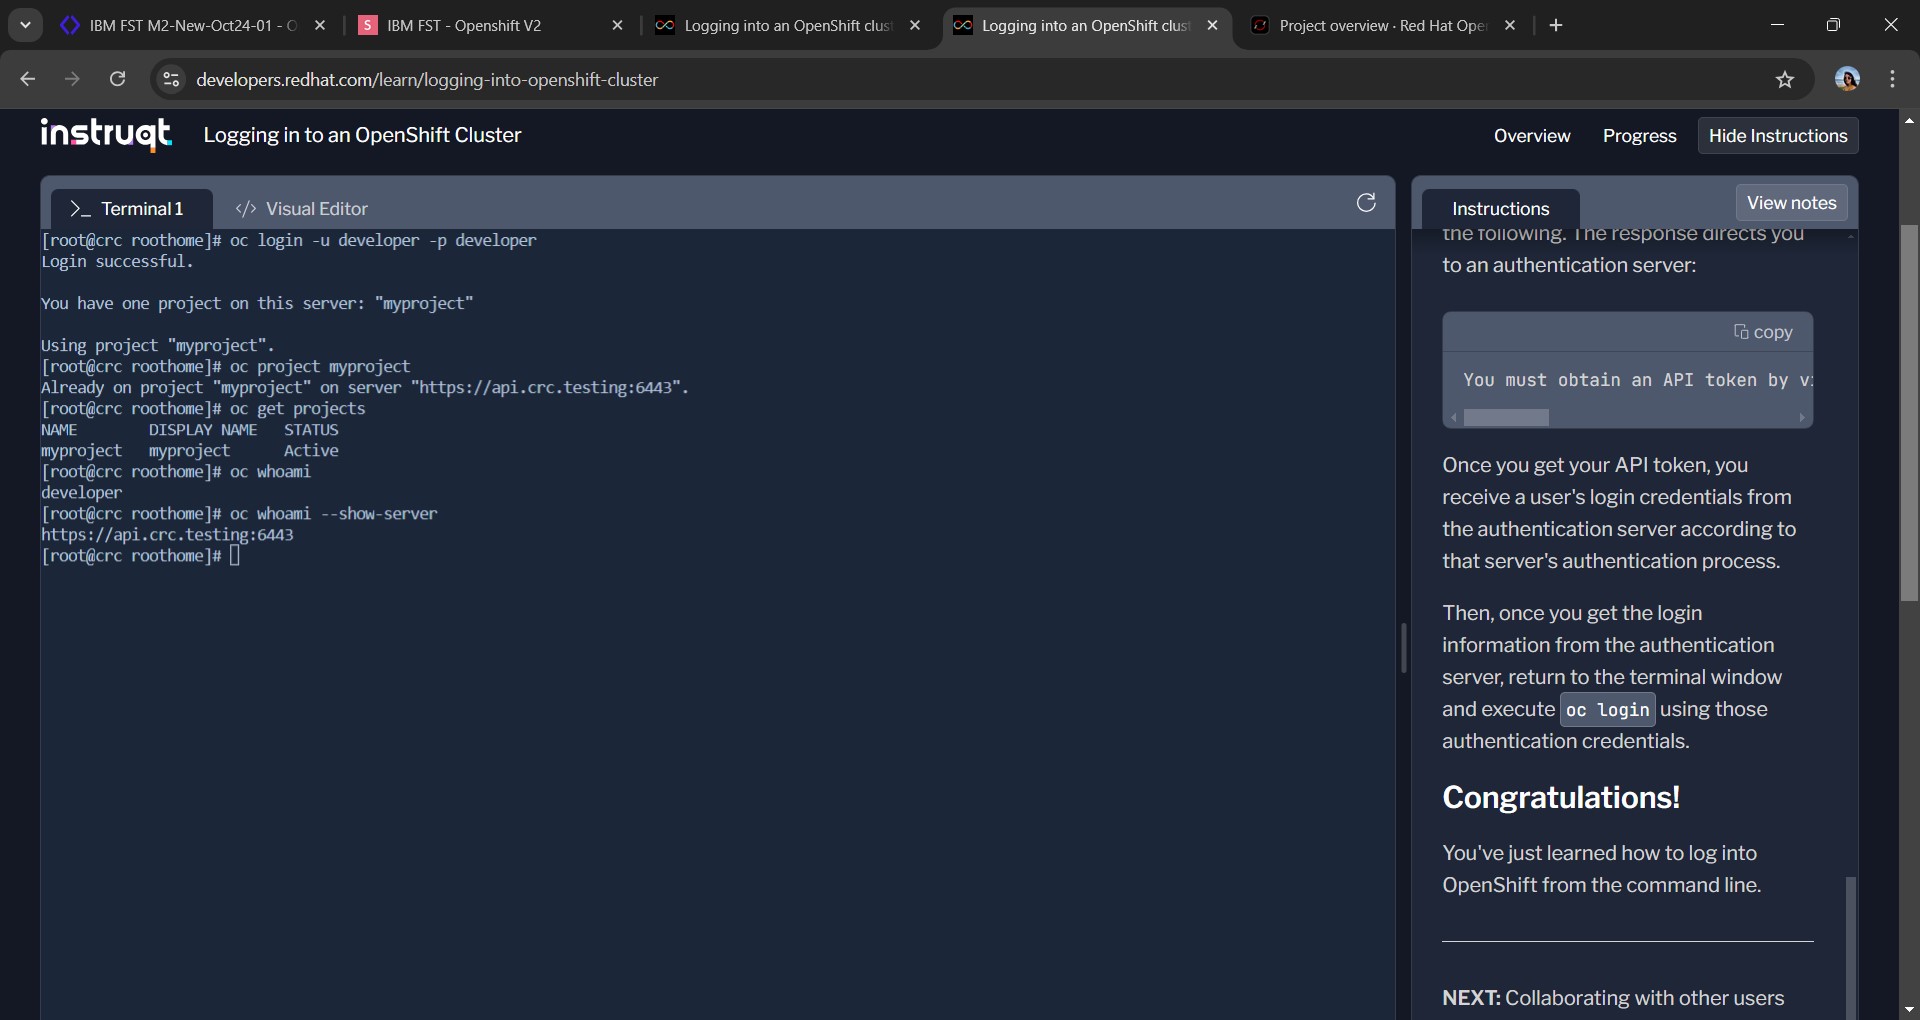 IBM FST M2-New-Oct24-01 - O
S IBM FST - Openshift V2
Logging into an OpenShift clus
Logging into an OpenShift clus
Project overview · Red Hat Ope
developers.redhat.com/learn/logging-into-openshift-cluster
instruqt
Logging in to an OpenShift Cluster
Overview
Progress
Hide Instructions
>_ Terminal 1
</> Visual Editor
[root@crc roothome]# oc login -u developer -p developer
Login successful.
You have one project on this server: "myproject"
Using project "myproject".
[root@crc roothome]# oc project myproject
Already on project "myproject" on server "https://api.crc.testing:6443".
[root@crc roothome]# oc get projects
NAME        DISPLAY NAME   STATUS
myproject   myproject      Active
[root@crc roothome]# oc whoami
developer
[root@crc roothome]# oc whoami --show-server
https://api.crc.testing:6443
[root@crc roothome]#
Instructions
View notes
the following. The response directs you
to an authentication server:
copy
You must obtain an API token by vi
Once you get your API token, you
receive a user's login credentials from
the authentication server according to
that server's authentication process.
Then, once you get the login
information from the authentication
server, return to the terminal window
and execute oc login using those
authentication credentials.
Congratulations!
You've just learned how to log into
OpenShift from the command line.
NEXT: Collaborating with other users